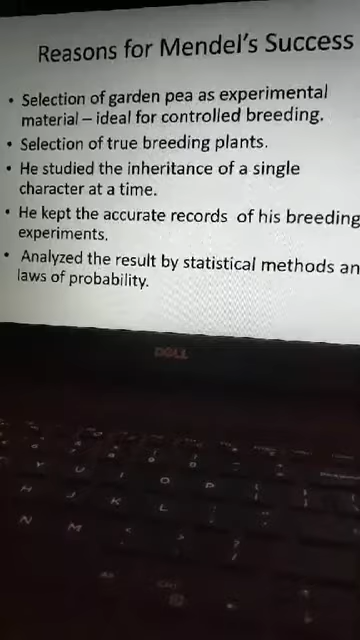 Reasons for Mendel's Success
• Selection of garden pea as experimental
material – ideal for controlled breeding.
• Selection of true breeding plants.
• He studied the inheritance of a single
character at a time.
• He kept the accurate records of his breeding
experiments.
• Analyzed the result by statistical methods an
laws of probability.
DELL
Y U I O P
H J K L
N M